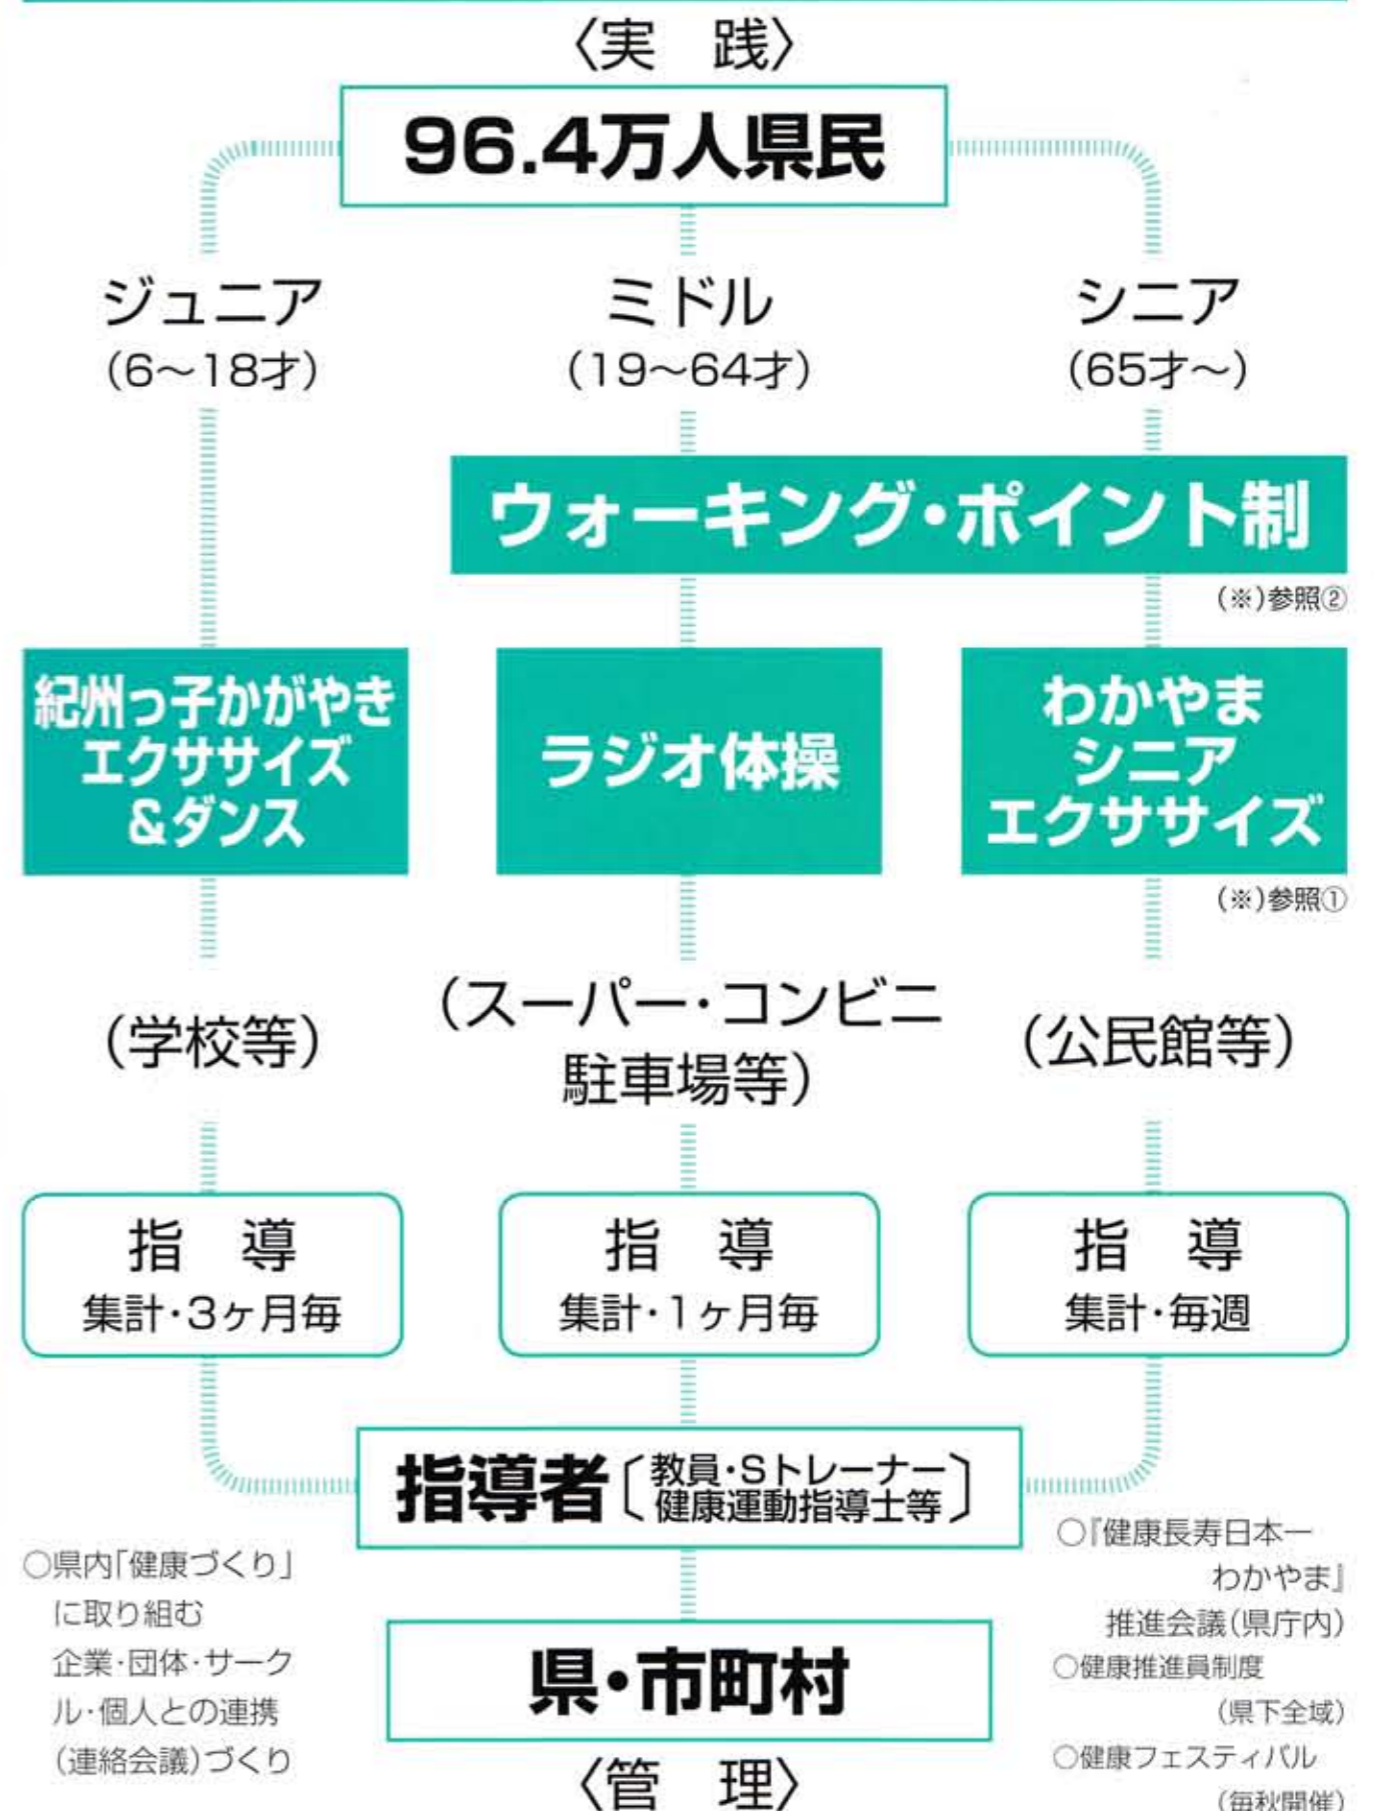 〈実　践〉
96.4万人県民
ジュニア
（6〜18才）
ミドル
（19〜64才）
シニア
（65才〜）
ウォーキング・ポイント制
（※）参照②
紀州っ子かがやき
エクササイズ
＆ダンス
ラジオ体操
わかやま
シニア
エクササイズ
（※）参照①
（学校等）
（スーパー・コンビニ
駐車場等）
（公民館等）
指　導
集計・3ヶ月毎
指　導
集計・1ヶ月毎
指　導
集計・毎週
指導者〔教員・Sトレーナー
健康運動指導士等〕
県・市町村
〈管　理〉
○県内「健康づくり」
に取り組む
企業・団体・サーク
ル・個人との連携
（連絡会議）づくり
○『健康長寿日本一
わかやま』
推進会議（県庁内）
○健康推進員制度
（県下全域）
○健康フェスティバル
（毎秋開催）